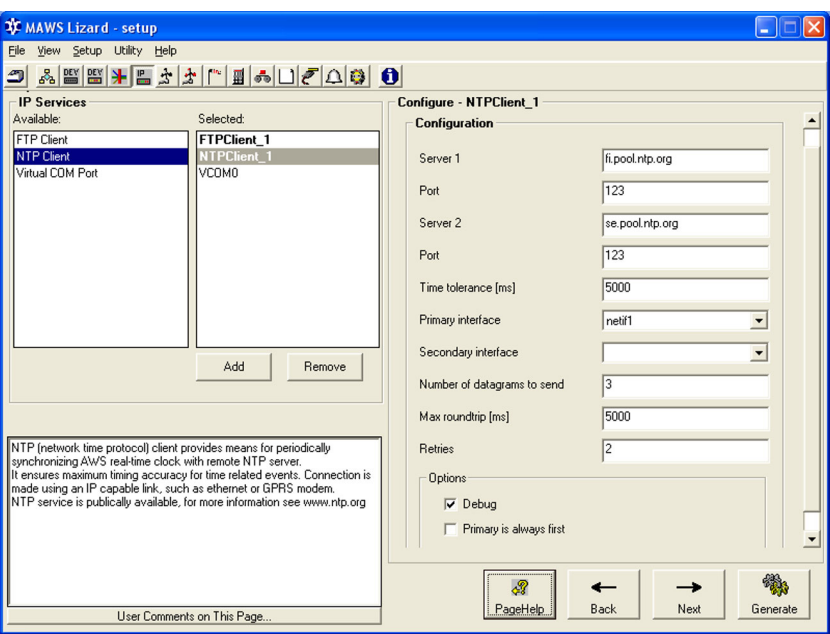 MAWS Lizard - setup
File View Setup Utility Help
DEV DEV IP
IP Services
Available:
Selected:
FTP Client
NTP Client
Virtual COM Port
FTPClient_1
NTPClient_1
VCOM0
Add
Remove
NTP (network time protocol) client provides means for periodically
synchronizing AWS real-time clock with remote NTP server.
It ensures maximum timing accuracy for time related events. Connection is
made using an IP capable link, such as ethernet or GPRS modem.
NTP service is publically available, for more information see www.ntp.org
User Comments on This Page...
Configure - NTPClient_1
Configuration
Server 1 fi.pool.ntp.org
Port 123
Server 2 se.pool.ntp.org
Port 123
Time tolerance [ms] 5000
Primary interface netif1
Secondary interface
Number of datagrams to send 3
Max roundtrip [ms] 5000
Retries 2
Options
Debug
Primary is always first
PageHelp
Back
Next
Generate